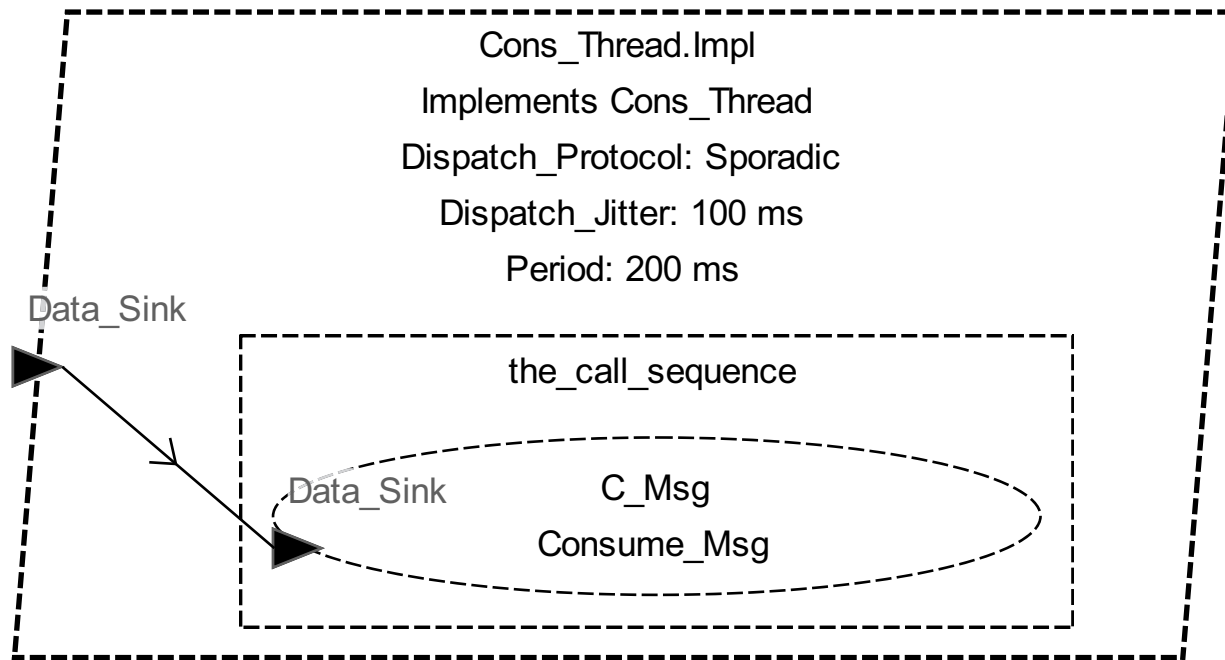 Cons_Thread.Impl
Implements Cons_Thread
Dispatch_Protocol: Sporadic
Dispatch_Jitter: 100 ms
Period: 200 ms
Data_Sink
the_call_sequence
Data_Sink
C_Msg
Consume_Msg